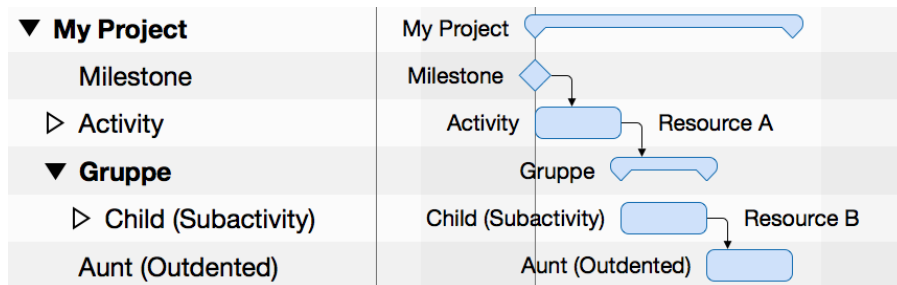 My Project My Project
Milestone Milestone
Activity Activity Resource A
Gruppe Gruppe
Child (Subactivity) Child (Subactivity) Resource B
Aunt (Outdented) Aunt (Outdented)